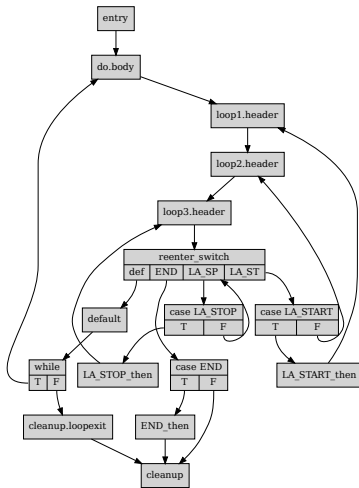 entry
do.body
loop1.header
loop2.header
loop3.header
reenter_switch
def END LA_SP LA_ST
case LA_STOP
T F
case LA_START
T F
default
while
T F
LA_STOP_then
case END
T F
LA_START_then
cleanup.loopexit
END_then
cleanup